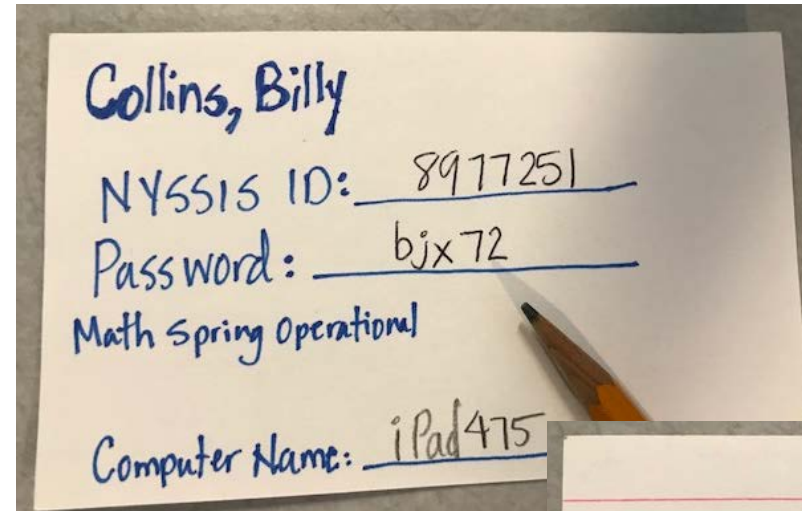 Collins, Billy
NYSSIS ID: 8977251
Password: bjx72
Math Spring Operational
Computer Name: iPad475